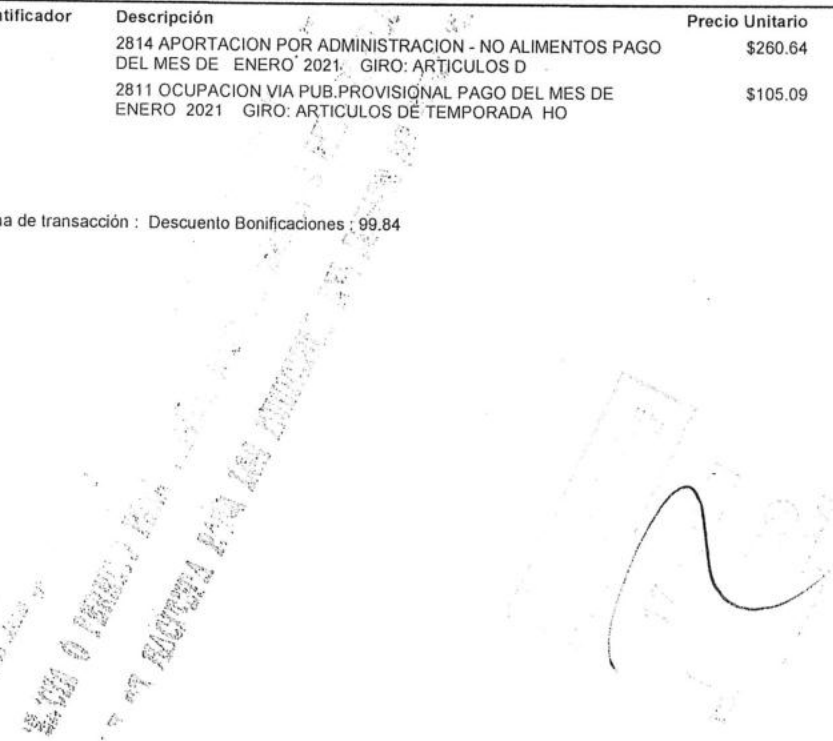 ntificador Descripción Precio Unitario
2814 APORTACION POR ADMINISTRACION - NO ALIMENTOS PAGO $260.64
DEL MES DE ENERO 2021 GIRO: ARTICULOS D
2811 OCUPACION VIA PUB.PROVISIONAL PAGO DEL MES DE $105.09
ENERO 2021 GIRO: ARTICULOS DE TEMPORADA HO
na de transacción : Descuento Bonificaciones : 99.84